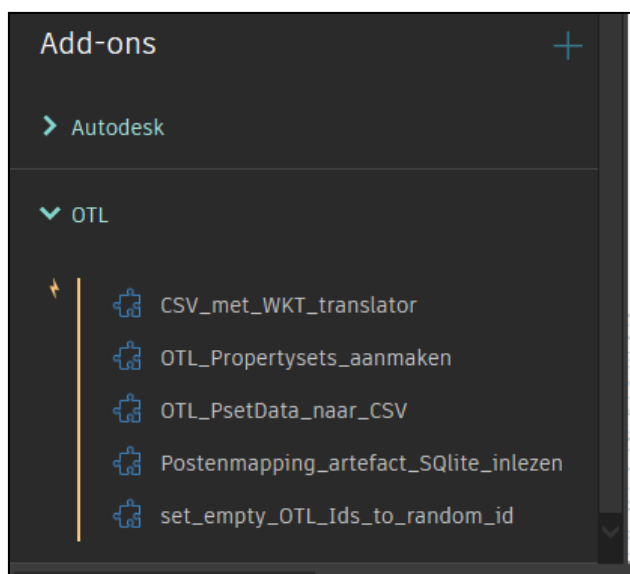 Add-ons
Autodesk
OTL
CSV_met_WKT_translator
OTL_Propertysets_aanmaken
OTL_PsetData_naar_CSV
Postenmapping_artefact_SQlite_inlezen
set_empty_OTL_Ids_to_random_id